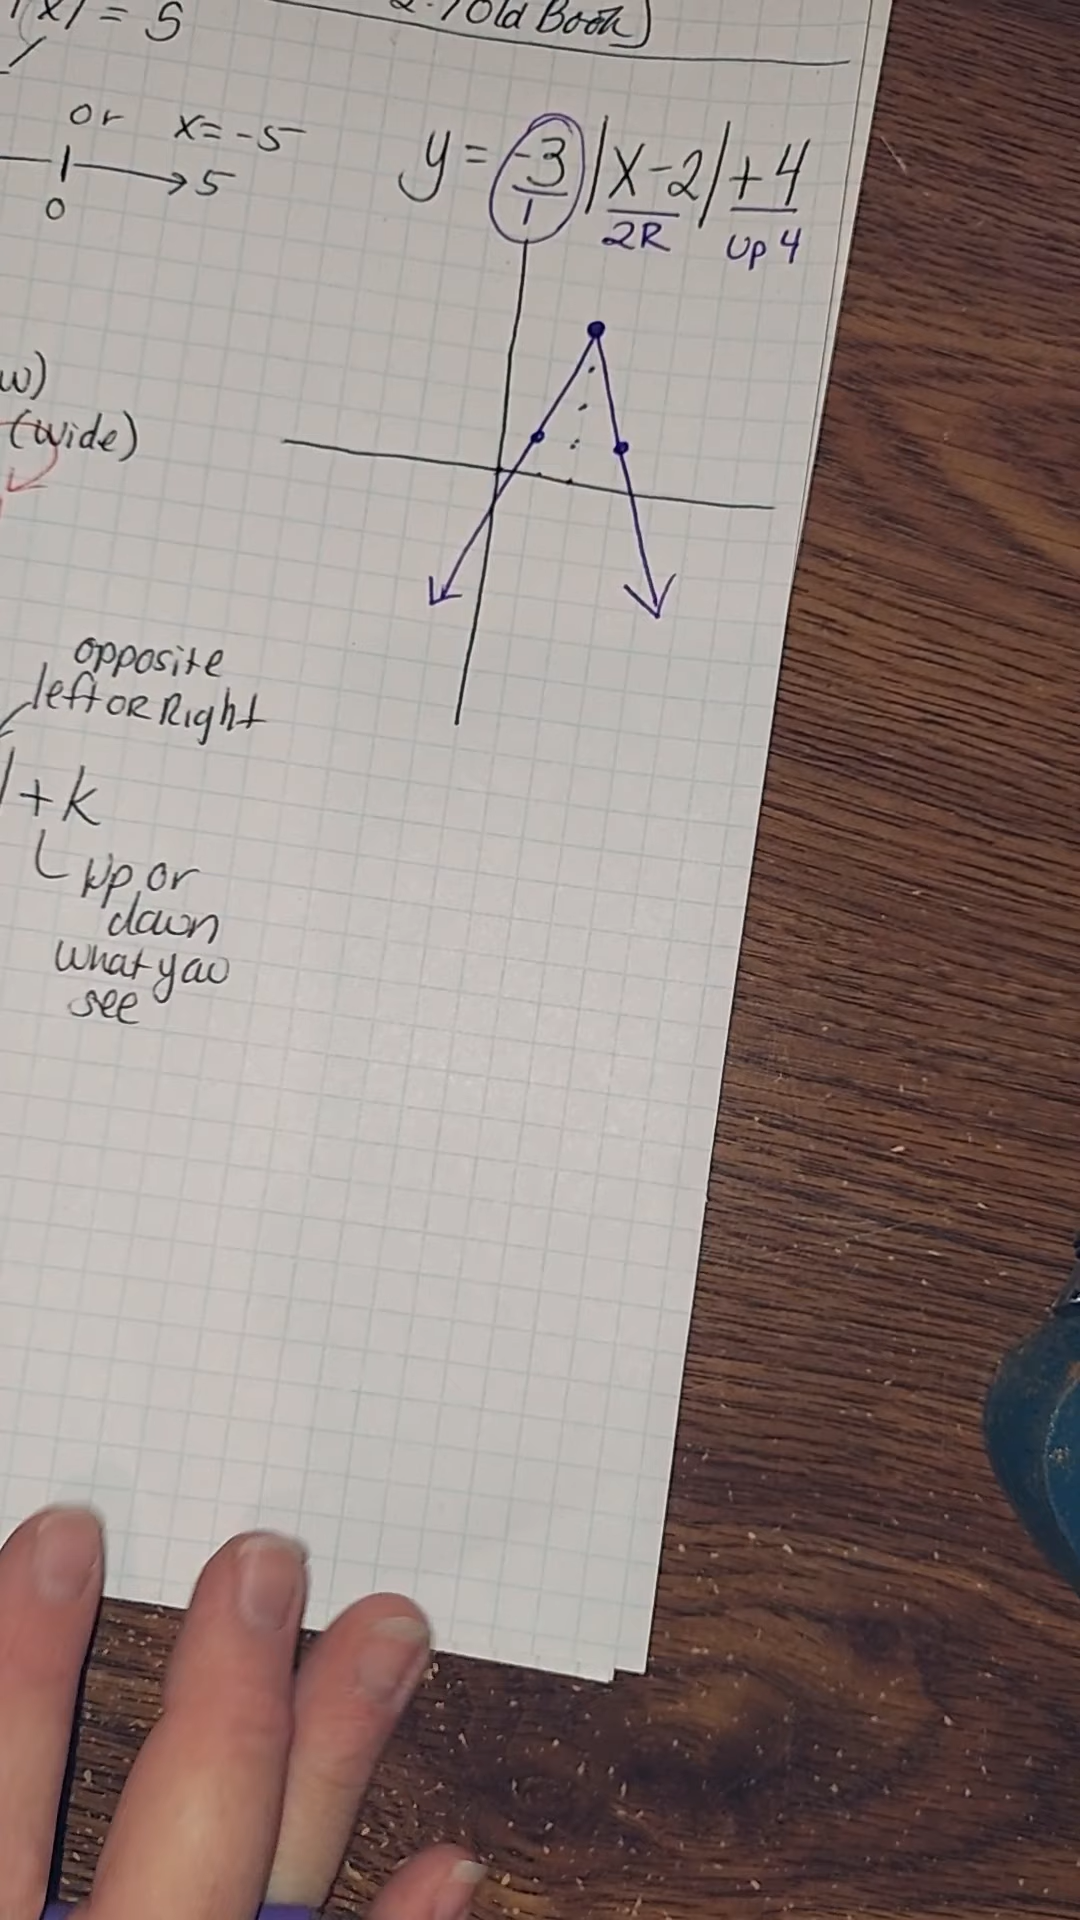 |x| = 5
Old Book)
or x = -5
5
0
y = -3/1 |x-2| + 4
2R up 4
w)
(wide)
opposite
left or Right
| + k
up or
down
what you
see